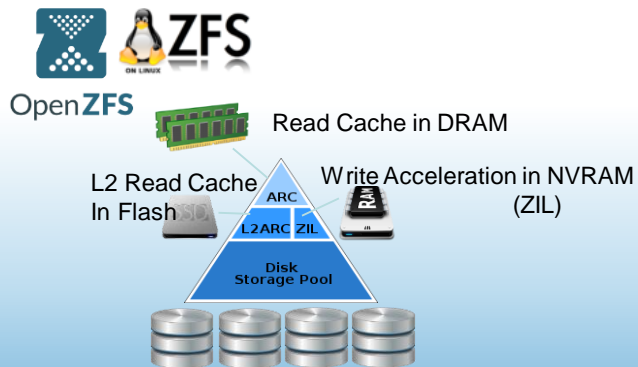 ZFS
ON LINUX
OpenZFS
Read Cache in DRAM
L2 Read Cache
In Flash
Write Acceleration in NVRAM
(ZIL)
SSD
RAM
ARC
L2ARC ZIL
Disk
Storage Pool